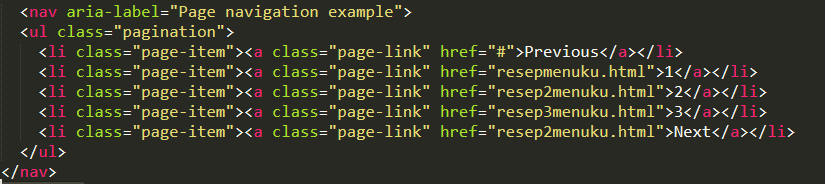 <nav aria-label="Page navigation example">
<ul class="pagination">
<li class="page-item"><a class="page-link" href="#">Previous</a></li>
<li class="page-item"><a class="page-link" href="resepmenuku.html">1</a></li>
<li class="page-item"><a class="page-link" href="resep2menuku.html">2</a></li>
<li class="page-item"><a class="page-link" href="resep3menuku.html">3</a></li>
<li class="page-item"><a class="page-link" href="resep2menuku.html">Next</a></li>
</ul>
</nav>